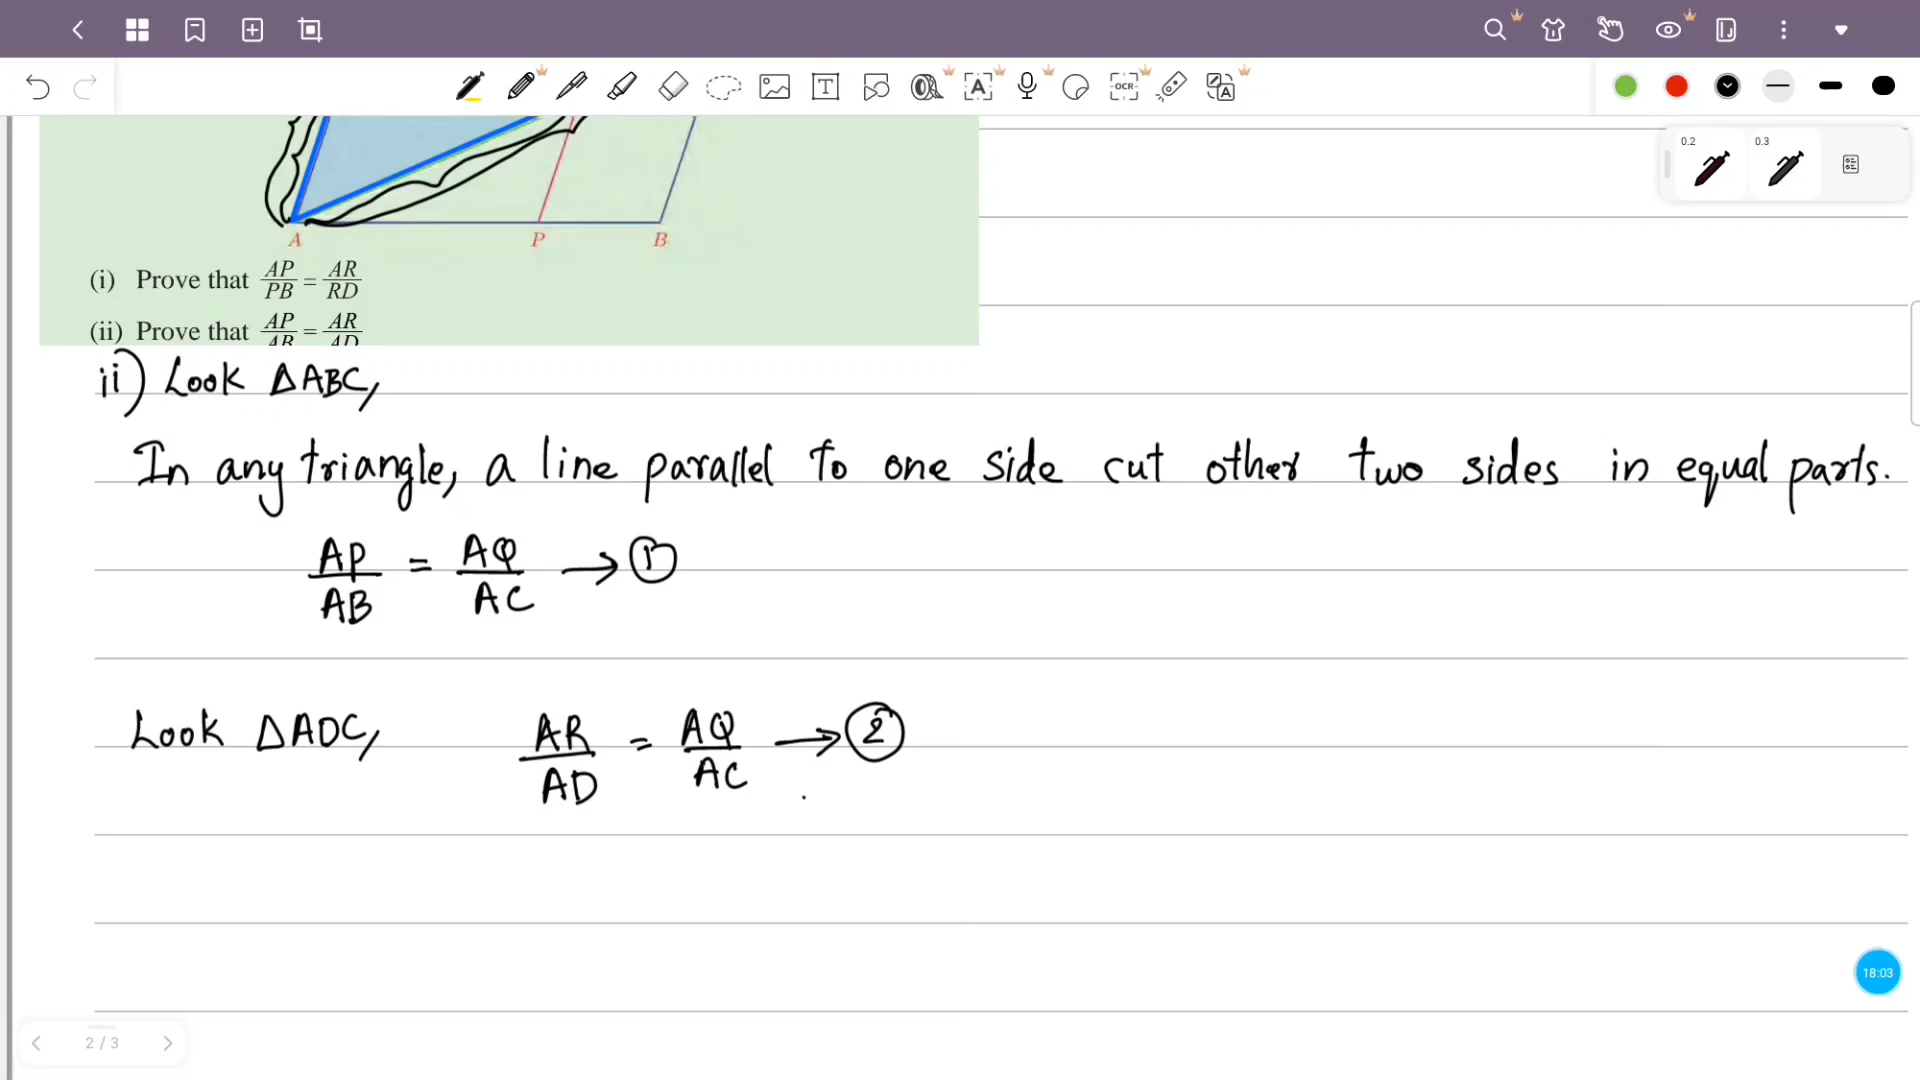 OCR
A
T
A
0.2
0.3
A
P
B
(i) Prove that AP/PB = AR/RD
(ii) Prove that AP/AB = AR/AD
ii) Look ΔABC,
In any triangle, a line parallel to one side cut other two sides in equal parts.
AP/AB = AQ/AC → ①
Look ΔADC, AR/AD = AQ/AC → ②
18:03
2 / 3